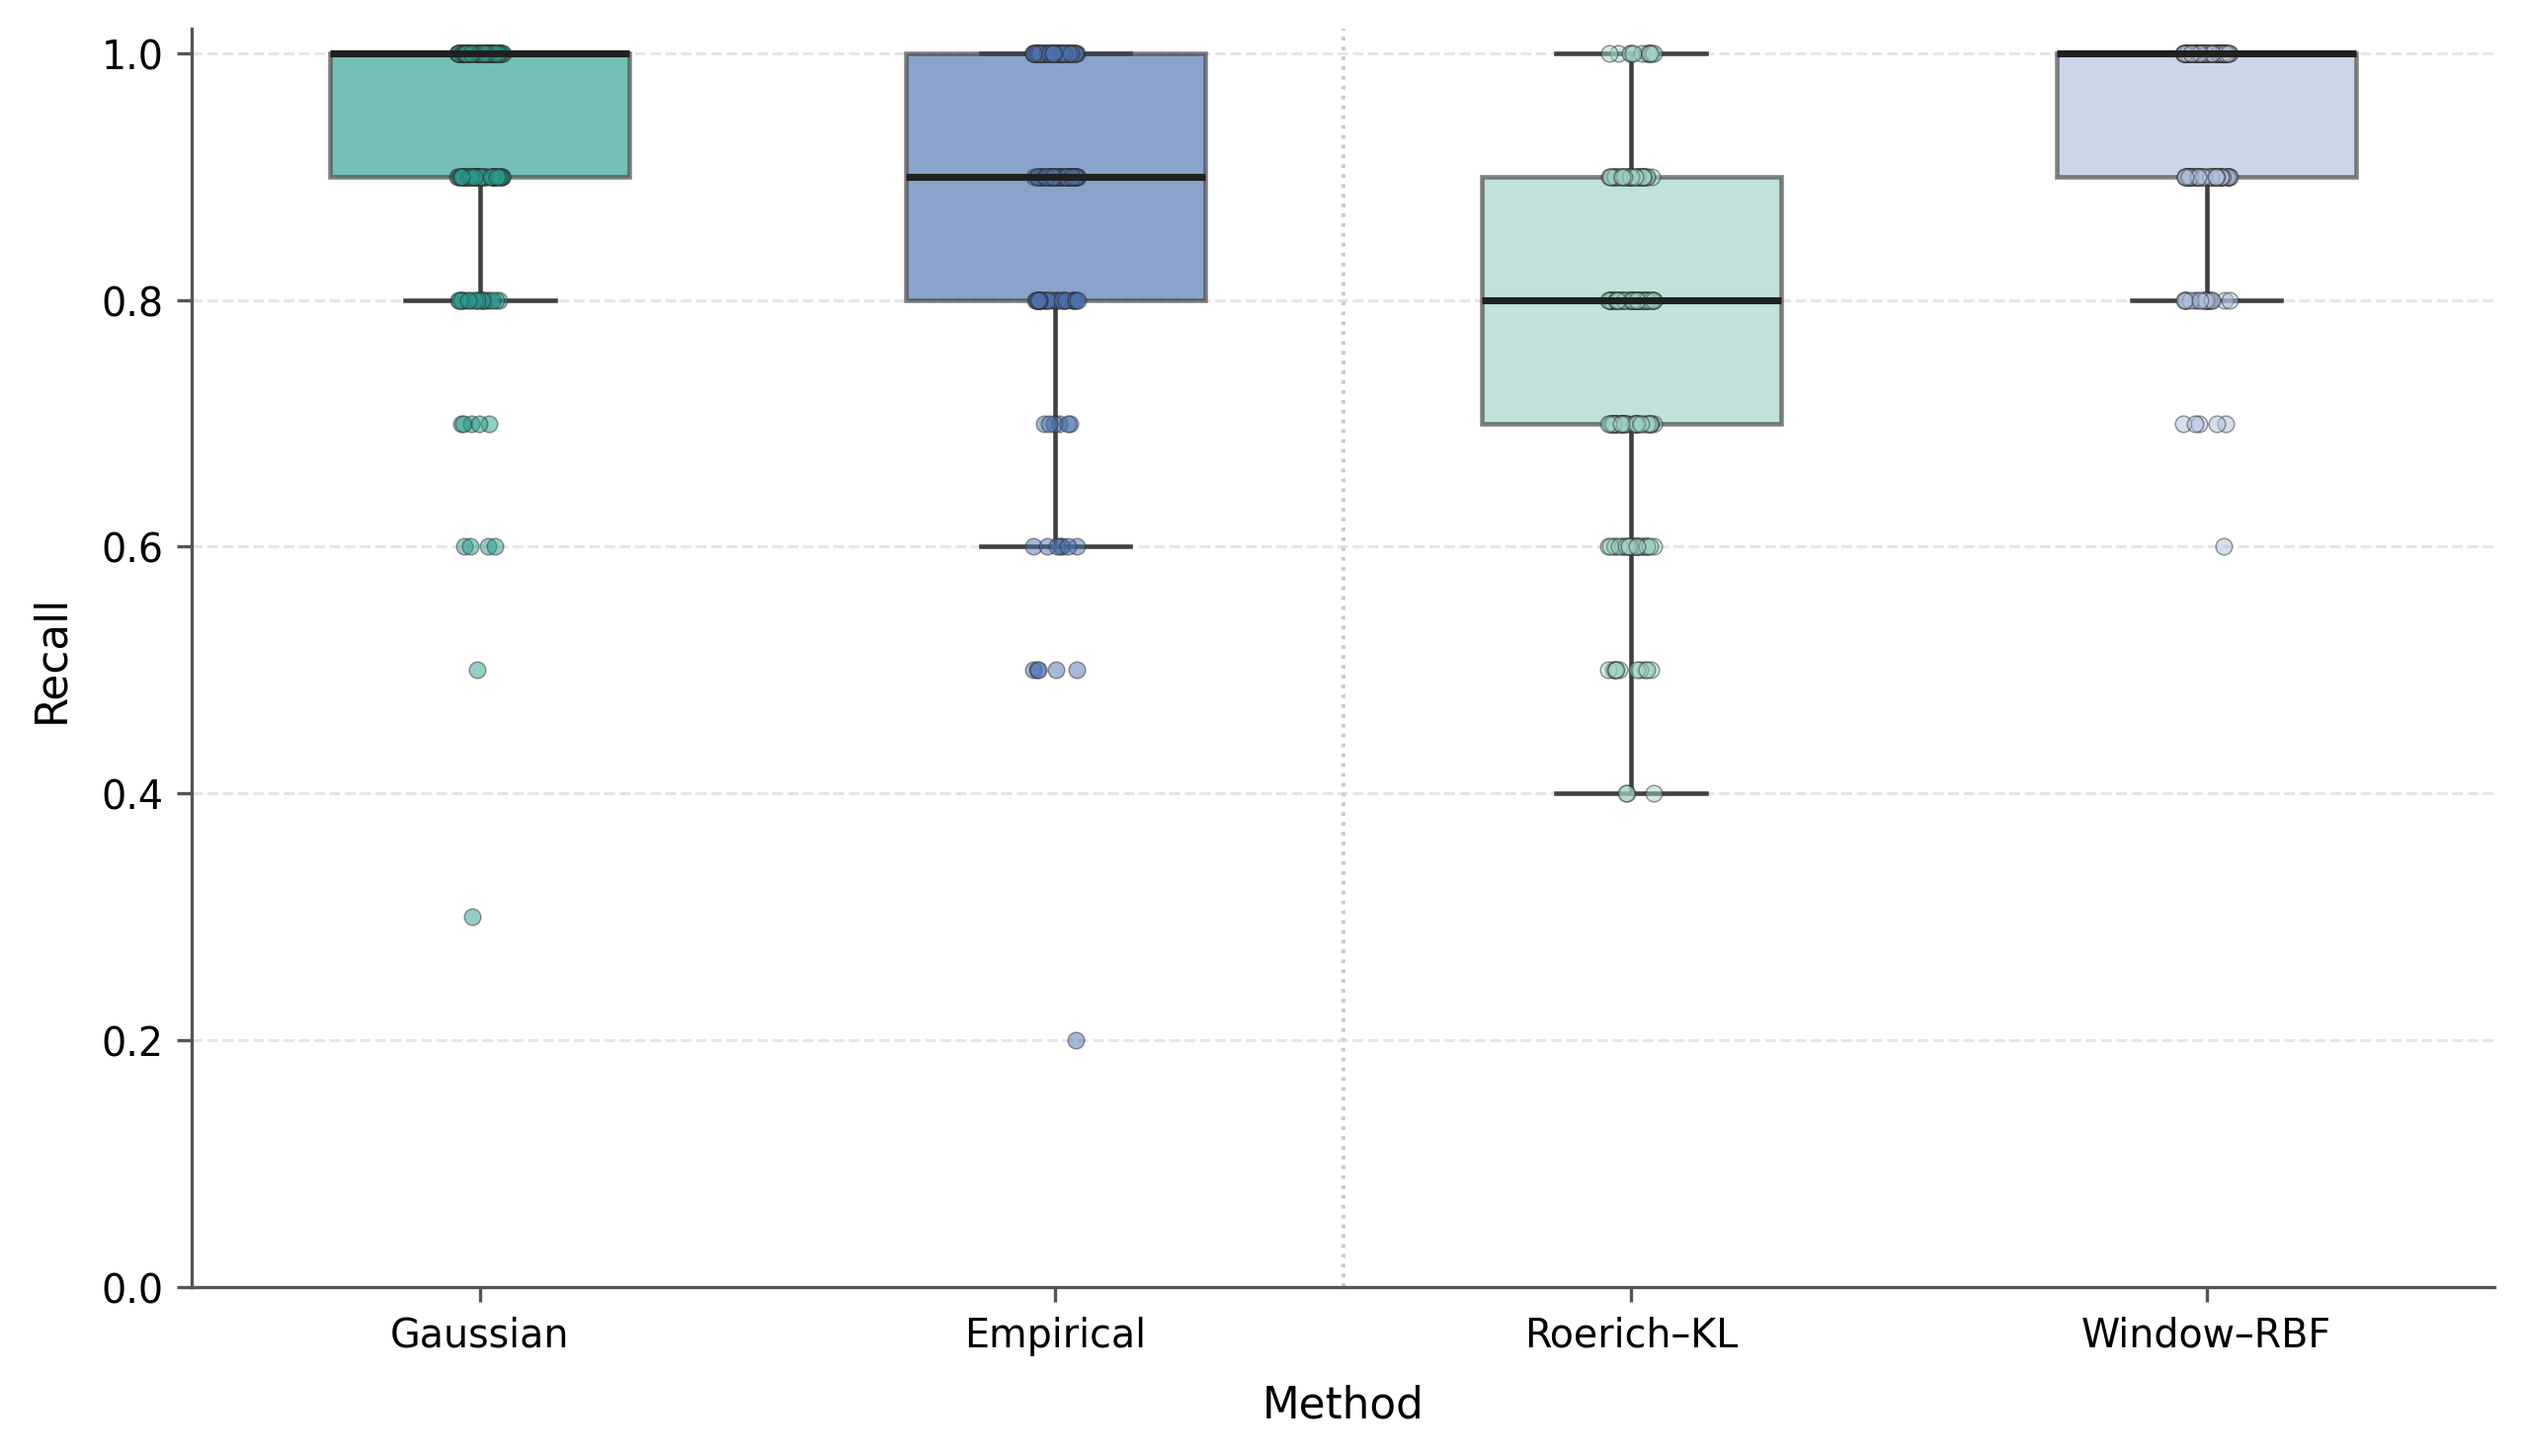 1.0
0.8
0.6
0.4
0.2
0.0
Recall
Gaussian
Empirical
Roerich–KL
Window–RBF
Method